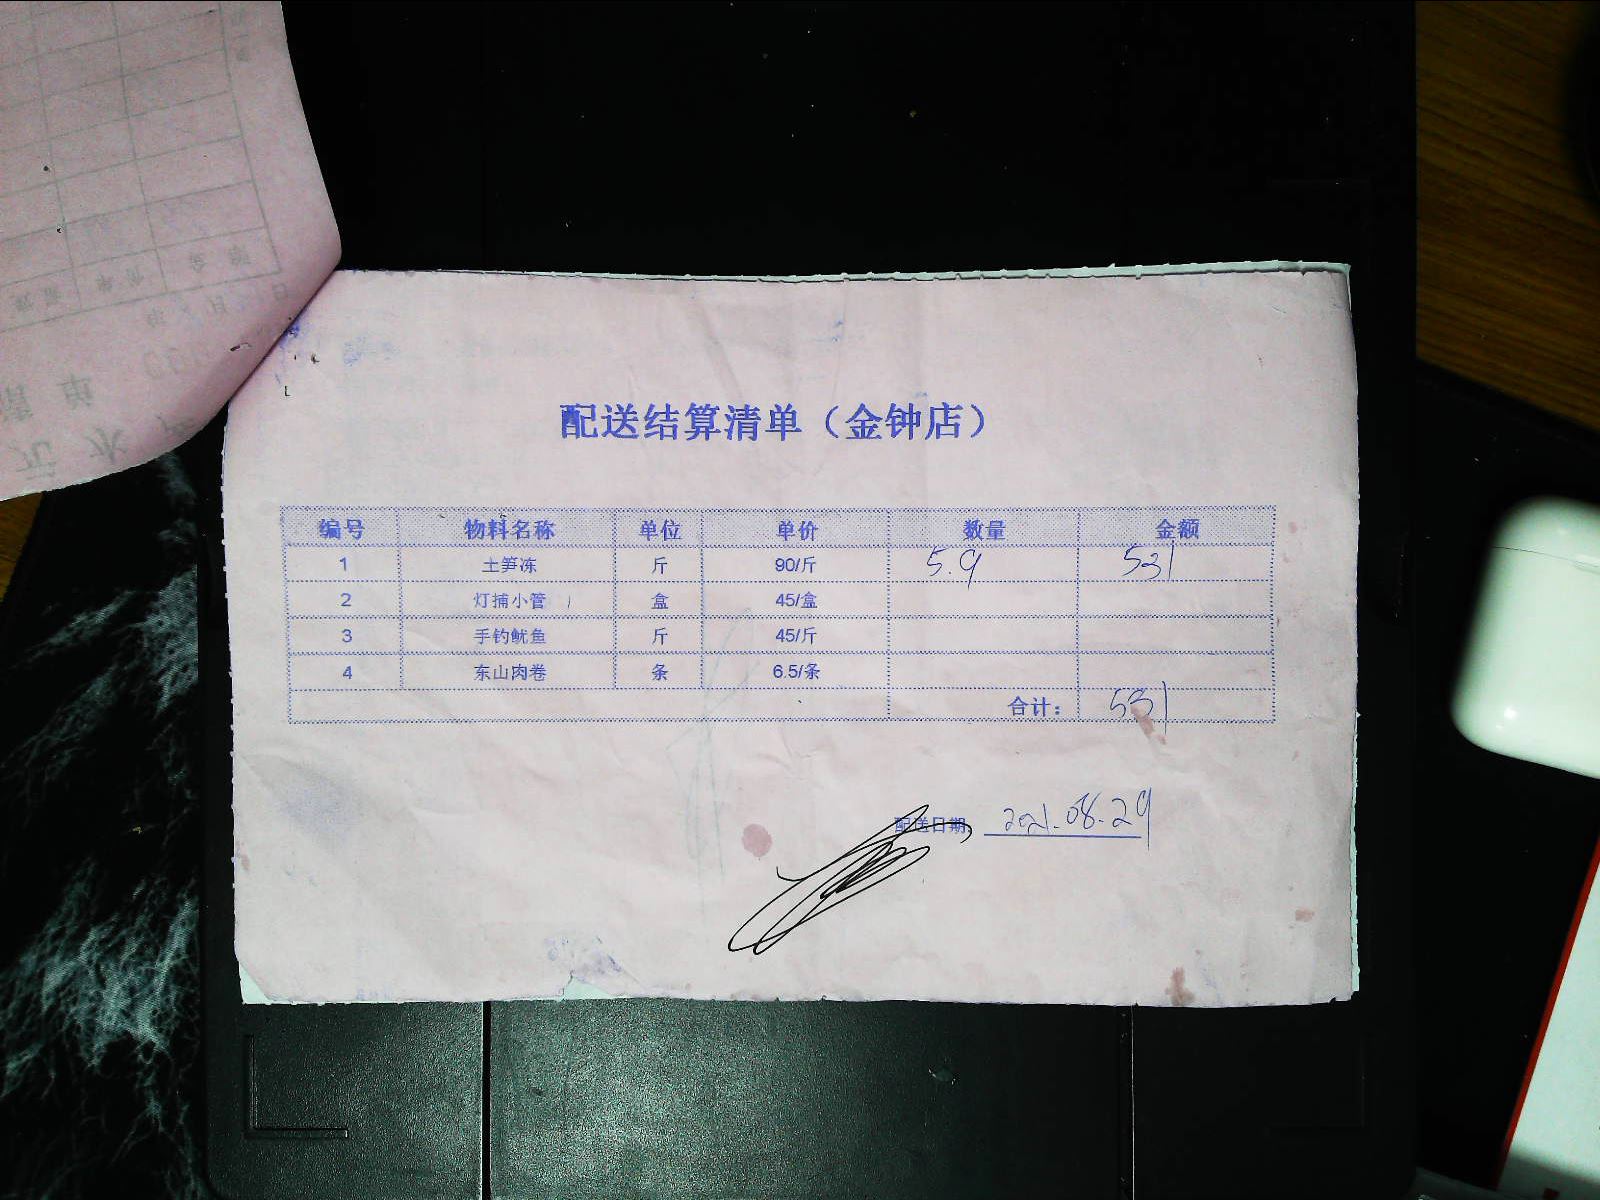 配送结算清单（金钟店）
编号 物料名称 单位 单价 数量 金额
1 土笋冻 斤 90/斤 5.9 531
2 灯捕小管 盒 45/盒
3 手钓鱿鱼 斤 45/斤
4 东山肉卷 条 6.5/条
合计： 531
配送日期: 2021.08.29